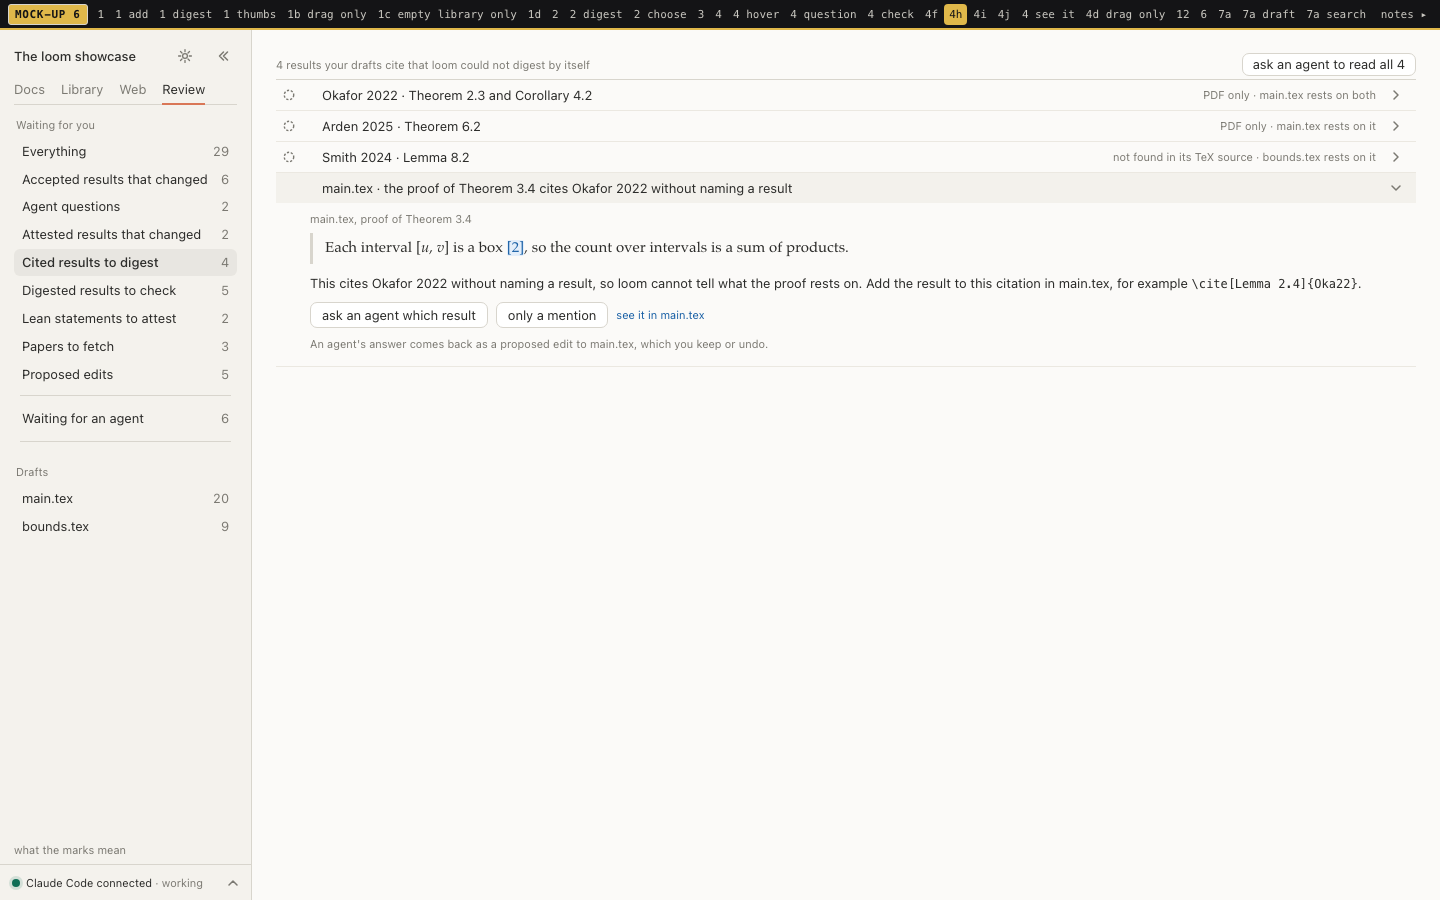 MOCK-UP 6 1 1 add 1 digest 1 thumbs 1b drag only 1c empty library only 1d 2 2 digest 2 choose 3 4 4 hover 4 question 4 check 4f 4h 4i 4j 4 see it 4d drag only 12 6 7a 7a draft 7a search notes ▸
The loom showcase
Docs Library Web Review
Waiting for you
Everything 29
Accepted results that changed 6
Agent questions 2
Attested results that changed 2
Cited results to digest 4
Digested results to check 5
Lean statements to attest 2
Papers to fetch 3
Proposed edits 5
Waiting for an agent 6
Drafts
main.tex 20
bounds.tex 9
what the marks mean
Claude Code connected · working
4 results your drafts cite that loom could not digest by itself
ask an agent to read all 4
Okafor 2022 · Theorem 2.3 and Corollary 4.2 PDF only · main.tex rests on both
Arden 2025 · Theorem 6.2 PDF only · main.tex rests on it
Smith 2024 · Lemma 8.2 not found in its TeX source · bounds.tex rests on it
main.tex · the proof of Theorem 3.4 cites Okafor 2022 without naming a result
main.tex, proof of Theorem 3.4
Each interval [u, v] is a box [2], so the count over intervals is a sum of products.
This cites Okafor 2022 without naming a result, so loom cannot tell what the proof rests on. Add the result to this citation in main.tex, for example \cite[Lemma 2.4]{Oka22}.
ask an agent which result only a mention see it in main.tex
An agent's answer comes back as a proposed edit to main.tex, which you keep or undo.